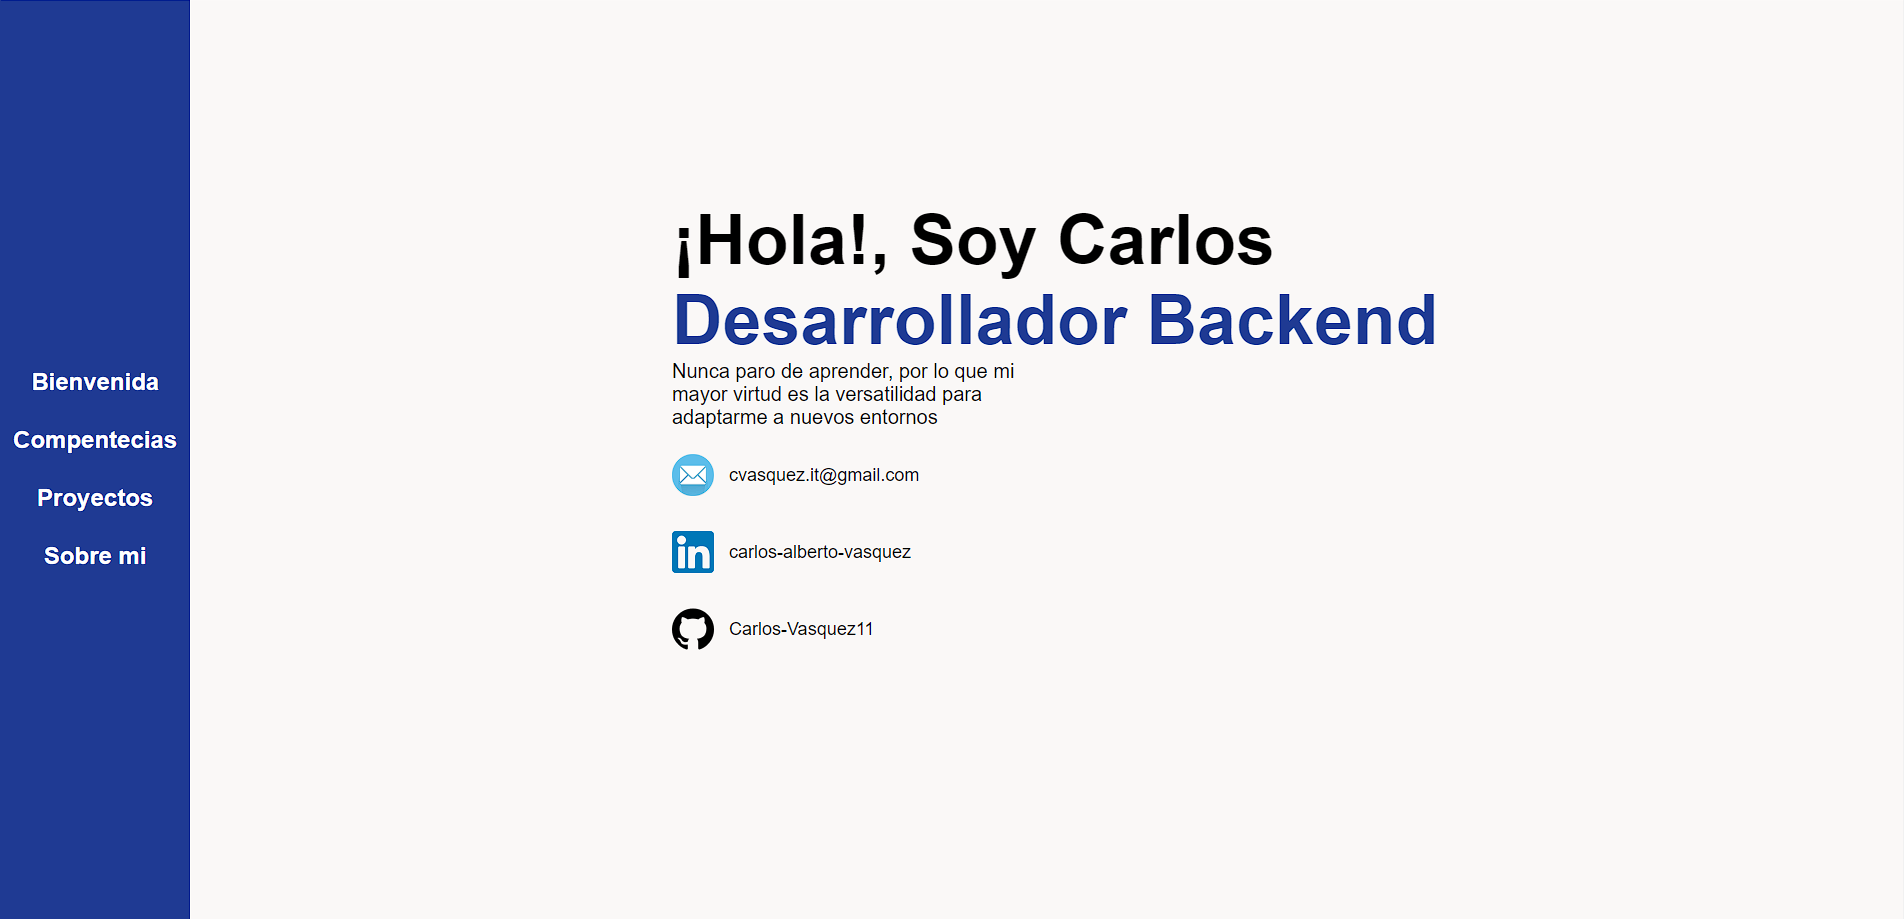 Bienvenida
Compentecias
Proyectos
Sobre mi
¡Hola!, Soy Carlos
Desarrollador Backend
Nunca paro de aprender, por lo que mi
mayor virtud es la versatilidad para
adaptarme a nuevos entornos
cvasquez.it@gmail.com
in
carlos-alberto-vasquez
Carlos-Vasquez11